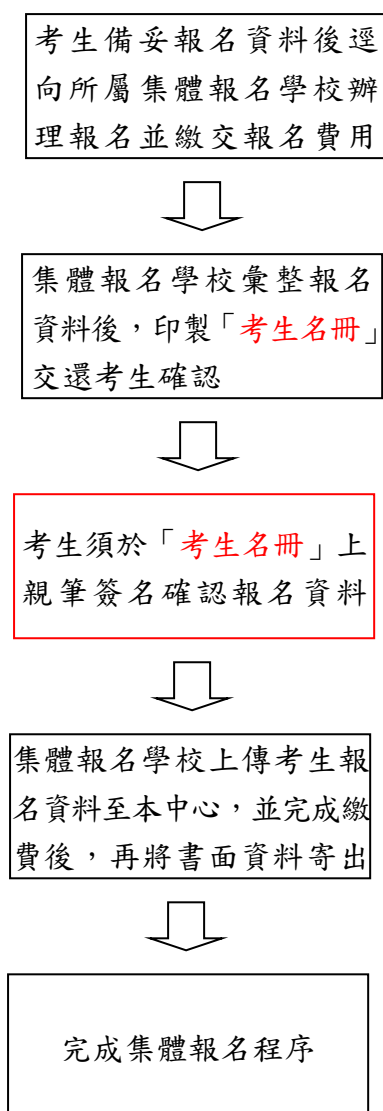 考生備妥報名資料後逕
向所屬集體報名學校辦
理報名並繳交報名費用
集體報名學校彙整報名
資料後，印製「考生名冊」
交還考生確認
考生須於「考生名冊」上
親筆簽名確認報名資料
集體報名學校上傳考生報
名資料至本中心，並完成繳
費後，再將書面資料寄出
完成集體報名程序